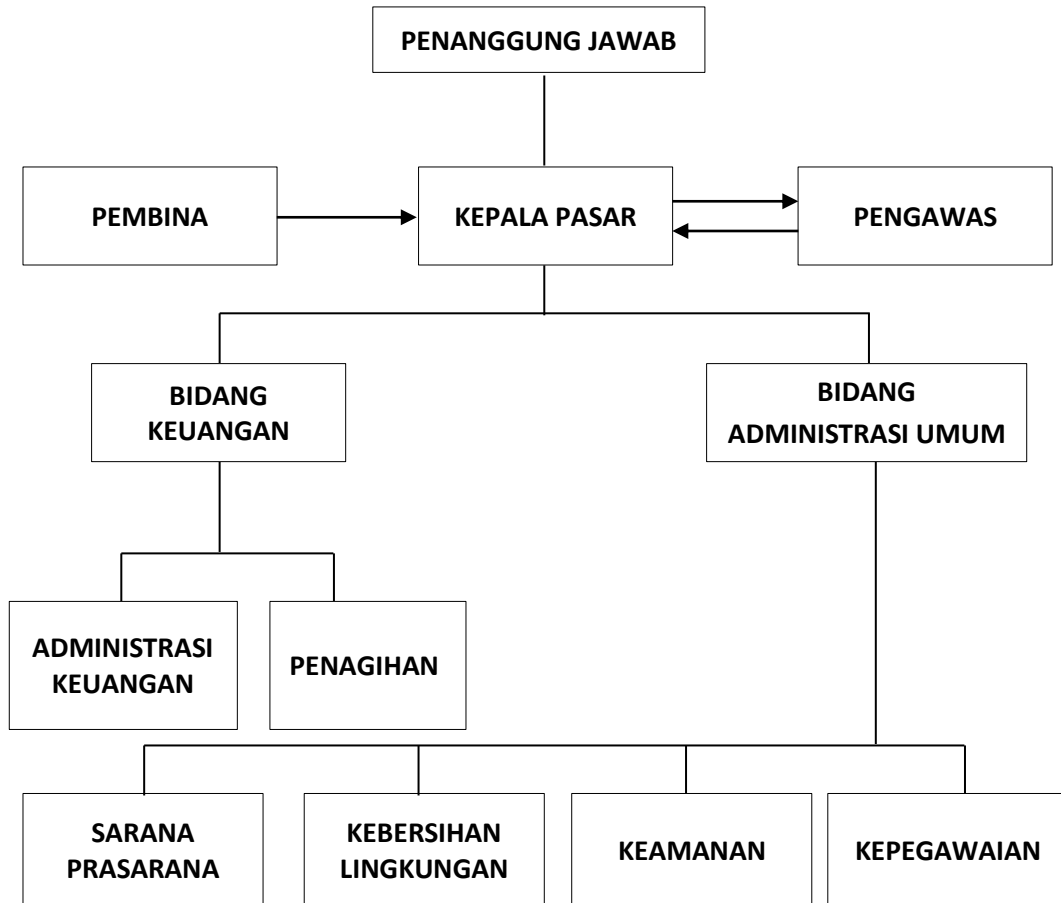 PENANGGUNG JAWAB
PEMBINA
KEPALA PASAR
PENGAWAS
BIDANG
KEUANGAN
BIDANG
ADMINISTRASI UMUM
ADMINISTRASI
KEUANGAN
PENAGIHAN
SARANA
PRASARANA
KEBERSIHAN
LINGKUNGAN
KEAMANAN
KEPEGAWAIAN